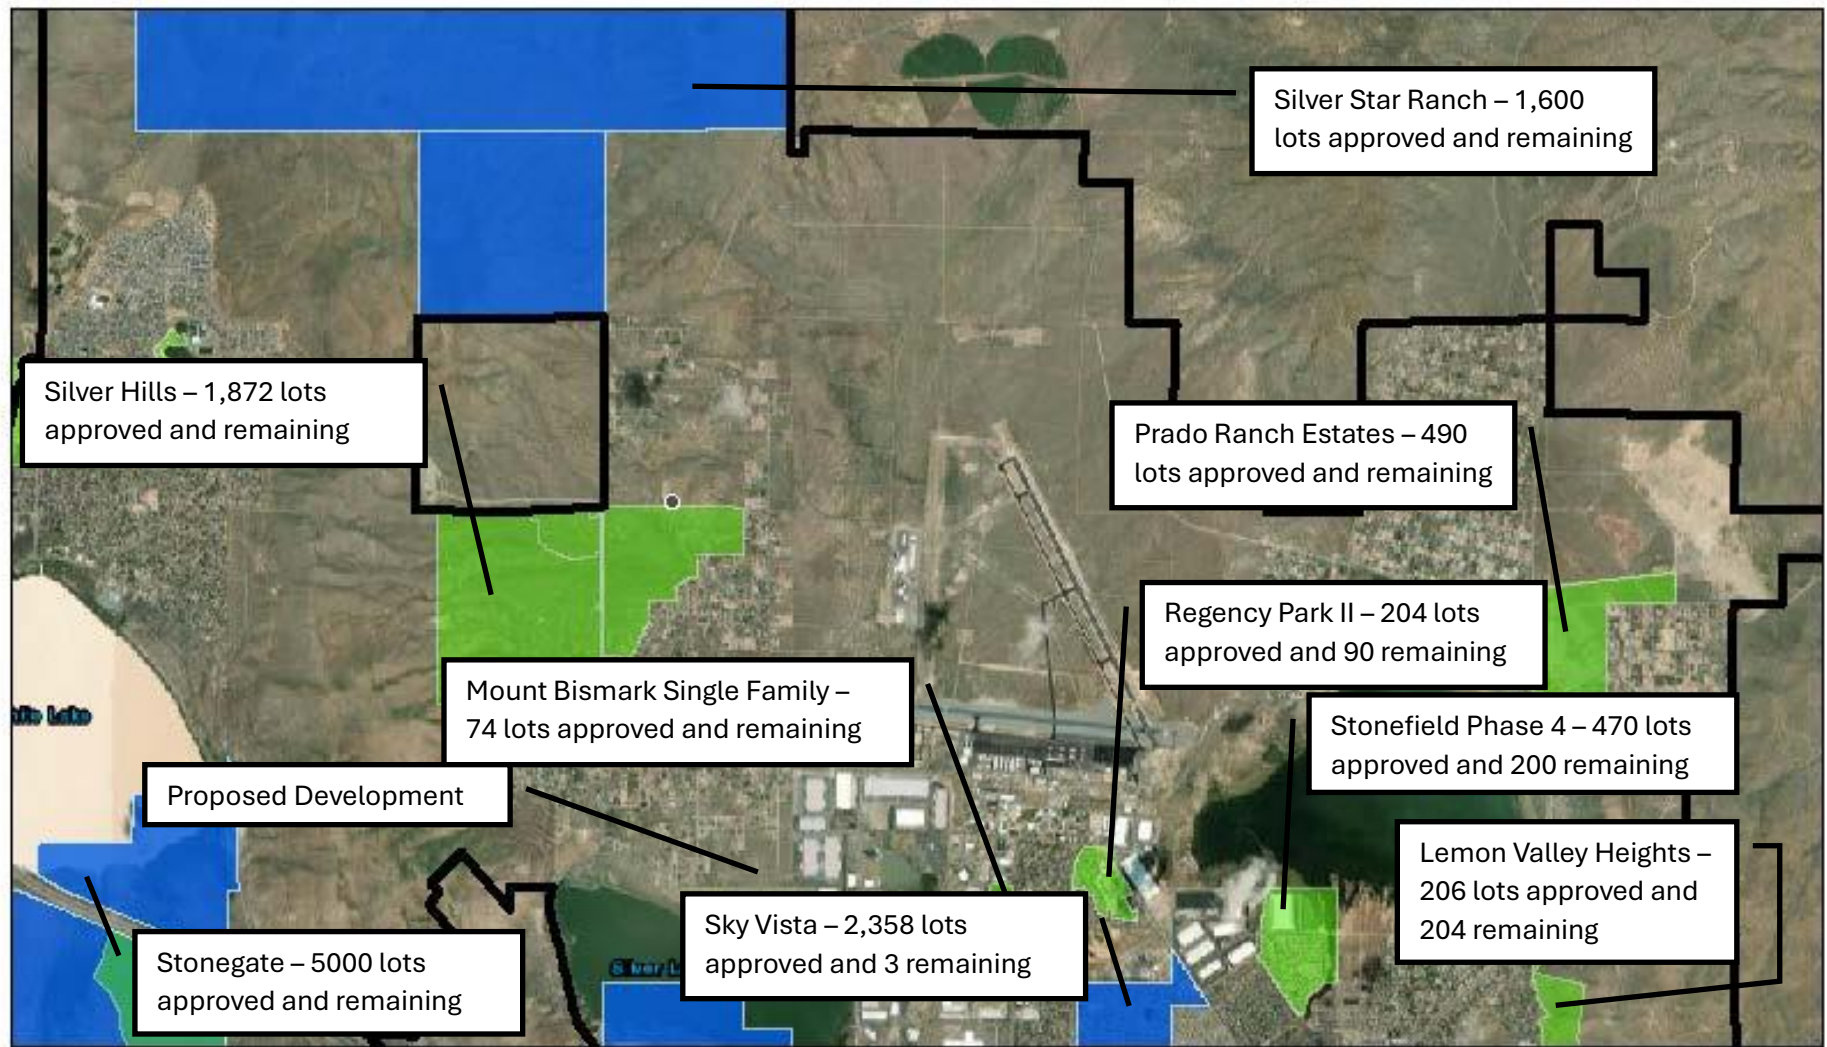 Silver Star Ranch – 1,600
lots approved and remaining
Silver Hills – 1,872 lots
approved and remaining
Prado Ranch Estates – 490
lots approved and remaining
Regency Park II – 204 lots
approved and 90 remaining
Mount Bismark Single Family –
74 lots approved and remaining
Stonefield Phase 4 – 470 lots
approved and 200 remaining
Proposed Development
Lemon Valley Heights –
206 lots approved and
204 remaining
Sky Vista – 2,358 lots
approved and 3 remaining
Stonegate – 5000 lots
approved and remaining
Lake
Silver L